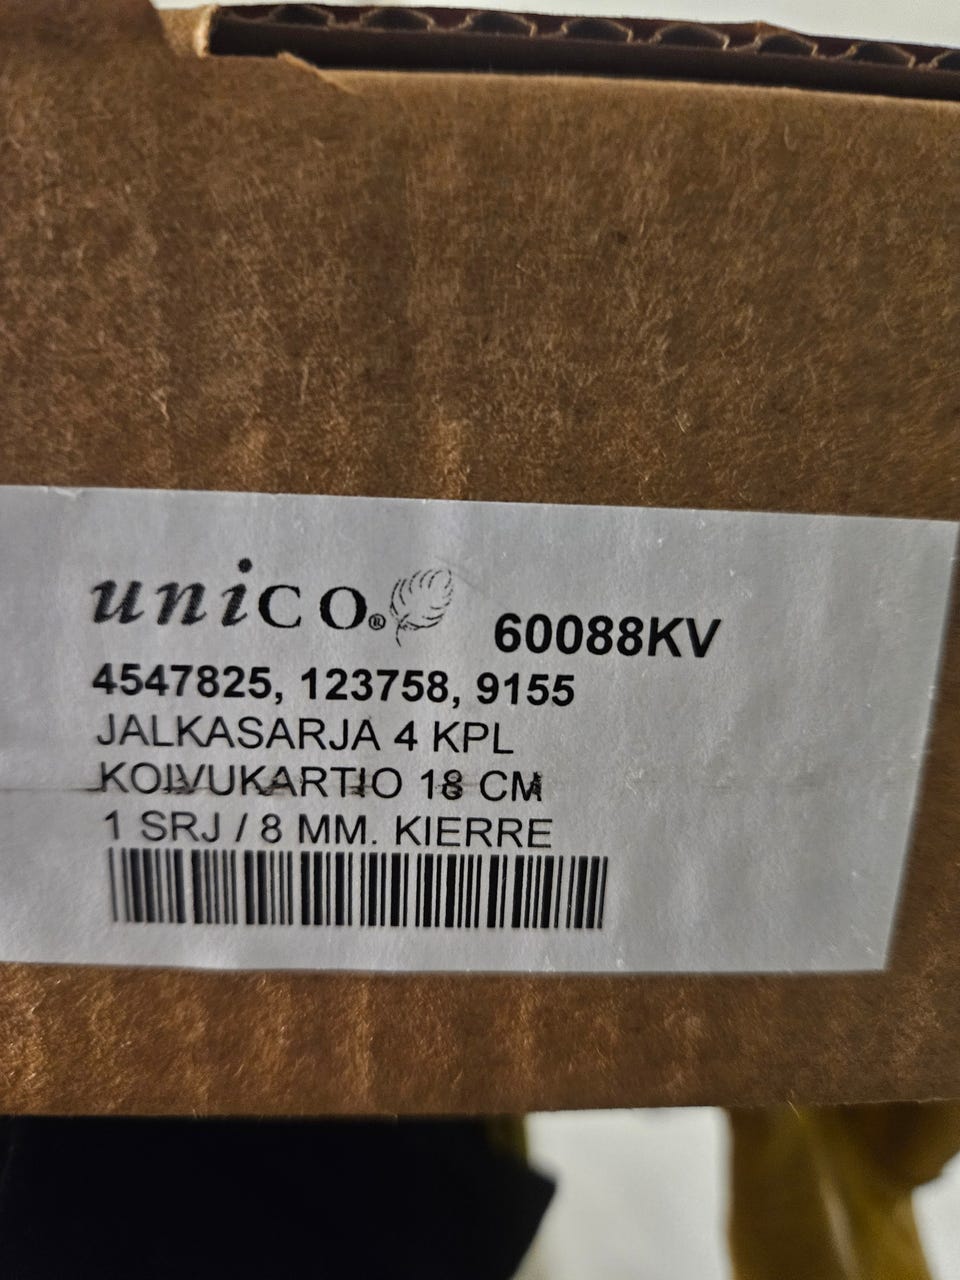 unico®
60088KV
4547825, 123758, 9155
JALKASARJA 4 KPL
KOIVUKARTIO 18 CM
1 SRJ / 8 MM. KIERRE